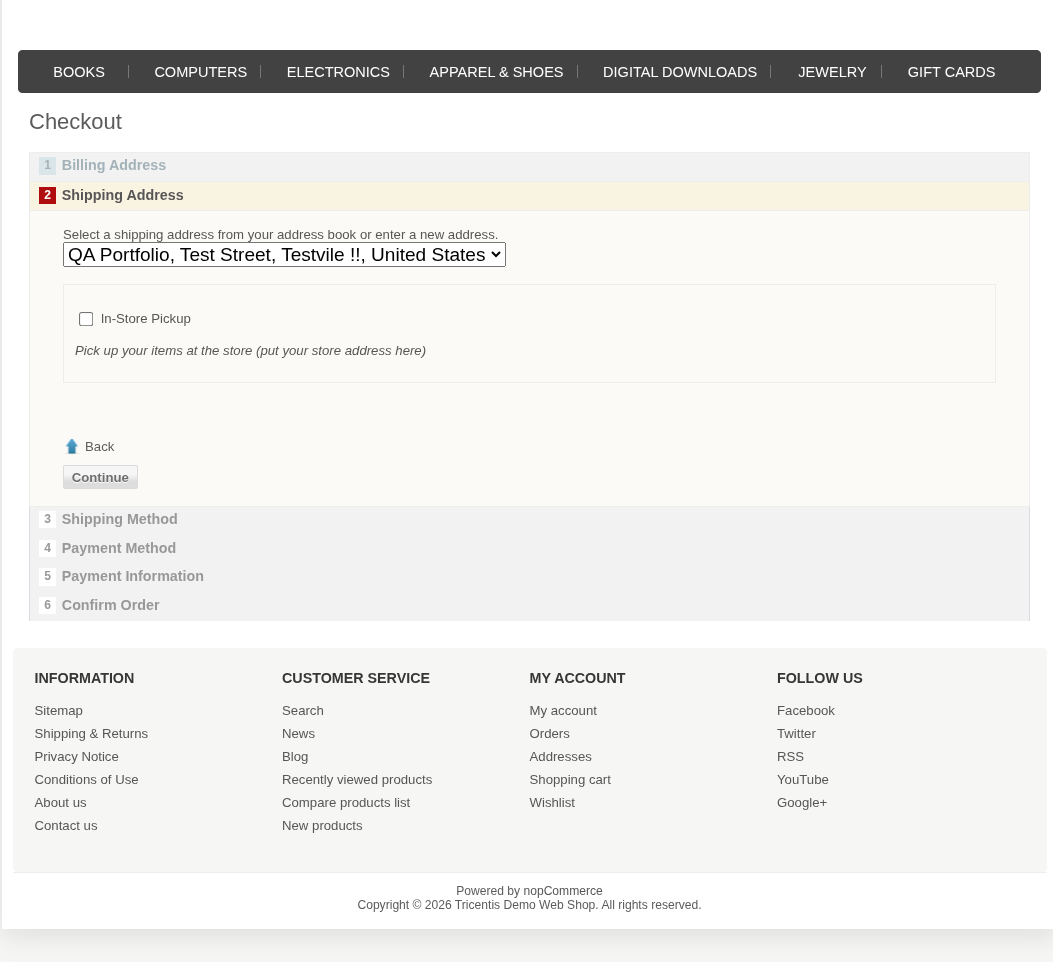 BOOKS COMPUTERS ELECTRONICS APPAREL & SHOES DIGITAL DOWNLOADS JEWELRY GIFT CARDS
Checkout
1 Billing Address
2 Shipping Address
Select a shipping address from your address book or enter a new address.
QA Portfolio, Test Street, Testvile !!, United States
In-Store Pickup
Pick up your items at the store (put your store address here)
Back
Continue
3 Shipping Method
4 Payment Method
5 Payment Information
6 Confirm Order
INFORMATION
Sitemap
Shipping & Returns
Privacy Notice
Conditions of Use
About us
Contact us
CUSTOMER SERVICE
Search
News
Blog
Recently viewed products
Compare products list
New products
MY ACCOUNT
My account
Orders
Addresses
Shopping cart
Wishlist
FOLLOW US
Facebook
Twitter
RSS
YouTube
Google+
Powered by nopCommerce
Copyright © 2026 Tricentis Demo Web Shop. All rights reserved.